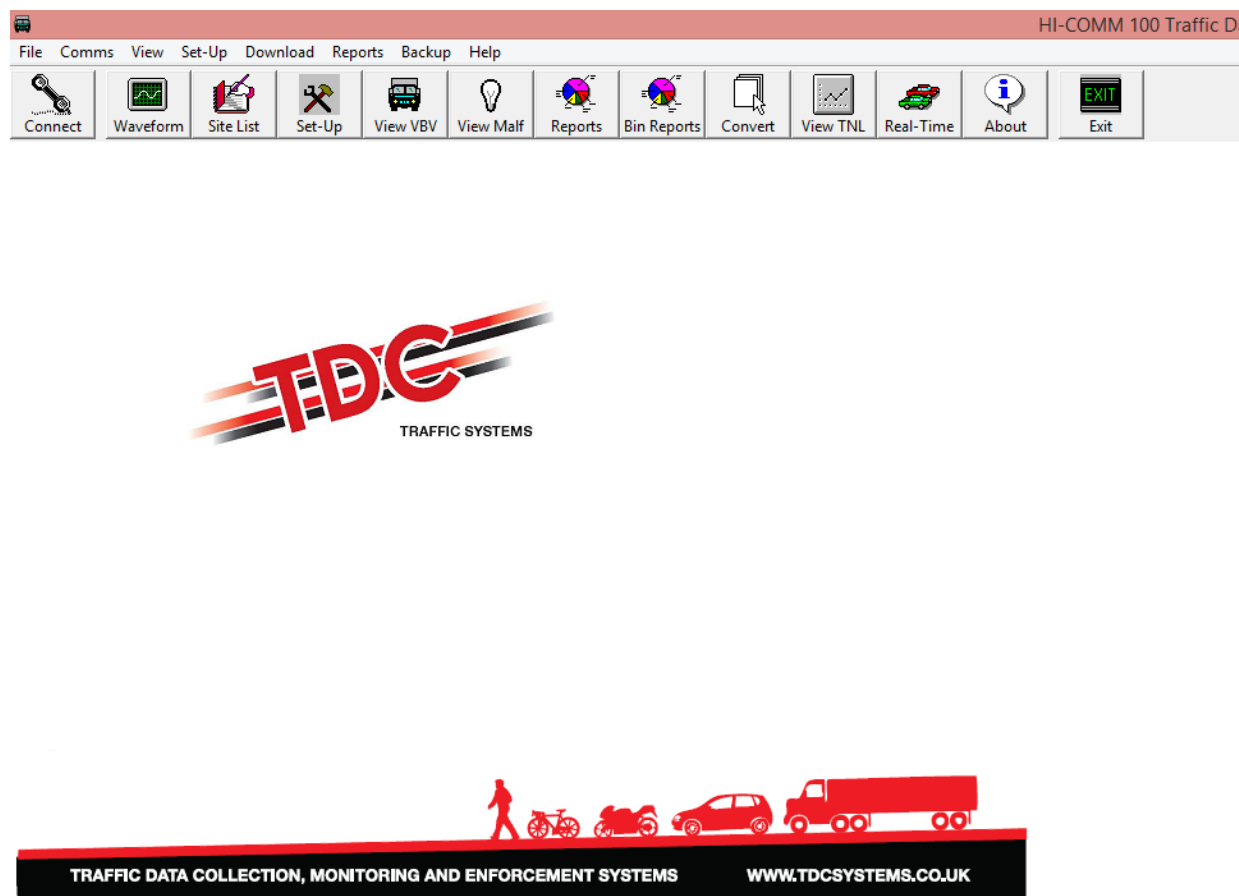 HI-COMM 100 Traffic D
File Comms View Set-Up Download Reports Backup Help
Connect Waveform Site List Set-Up View VBV View Malf Reports Bin Reports Convert View TNL Real-Time About EXIT Exit
TDC
TRAFFIC SYSTEMS
TRAFFIC DATA COLLECTION, MONITORING AND ENFORCEMENT SYSTEMS WWW.TDCSYSTEMS.CO.UK